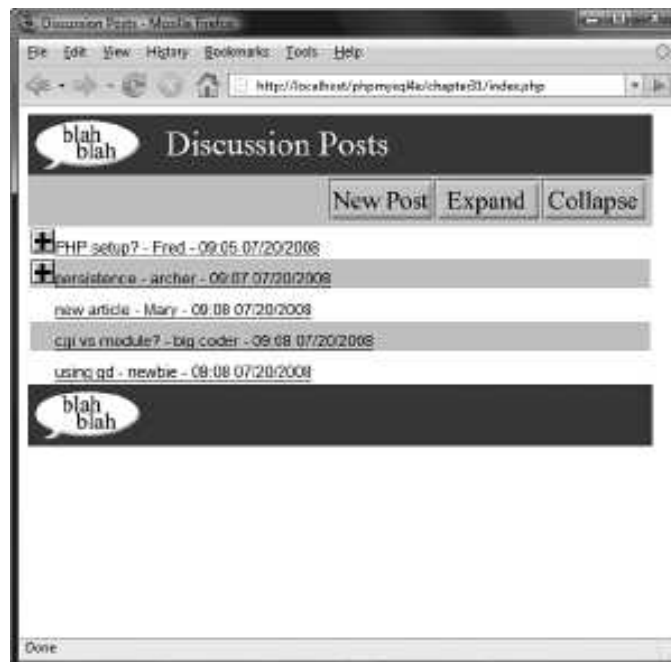 Discussion Posts - Mozilla Firefox
File Edit View History Bookmarks Tools Help
http://localhost/phpmysql4e/chapter31/index.php
blah
blah
Discussion Posts
New Post Expand Collapse
PHP setup? - Fred - 09:05 07/20/2008
persistence - archer - 09:07 07/20/2008
new article - Mary - 09:08 07/20/2008
cgi vs module? - big coder - 09:08 07/20/2008
using gd - newbie - 09:08 07/20/2008
blah
blah
Done